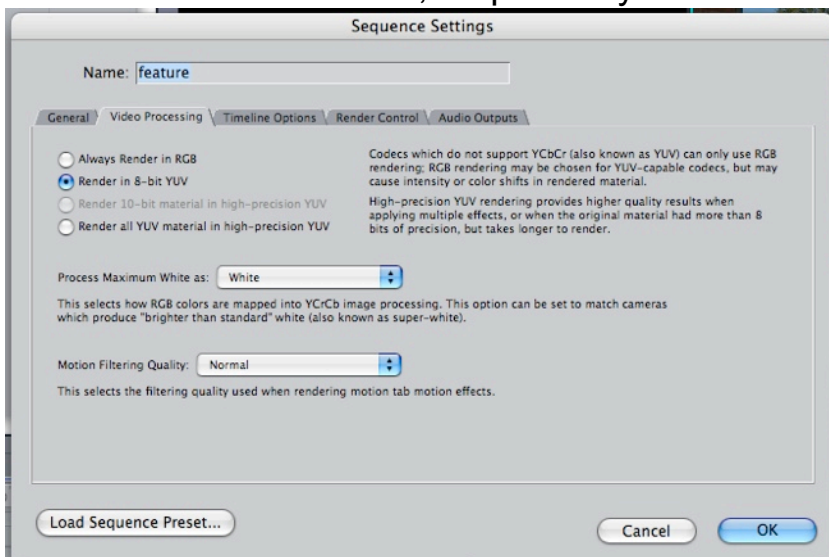 Sequence Settings
Name: feature
General Video Processing Timeline Options Render Control Audio Outputs
Always Render in RGB
Render in 8-bit YUV
Render 10-bit material in high-precision YUV
Render all YUV material in high-precision YUV
Codecs which do not support YCbCr (also known as YUV) can only use RGB
rendering; RGB rendering may be chosen for YUV-capable codecs, but may
cause intensity or color shifts in rendered material.
High-precision YUV rendering provides higher quality results when
applying multiple effects, or when the original material had more than 8
bits of precision, but takes longer to render.
Process Maximum White as: White
This selects how RGB colors are mapped into YCrCb image processing. This option can be set to match cameras
which produce "brighter than standard" white (also known as super-white).
Motion Filtering Quality: Normal
This selects the filtering quality used when rendering motion tab motion effects.
Load Sequence Preset...
Cancel OK